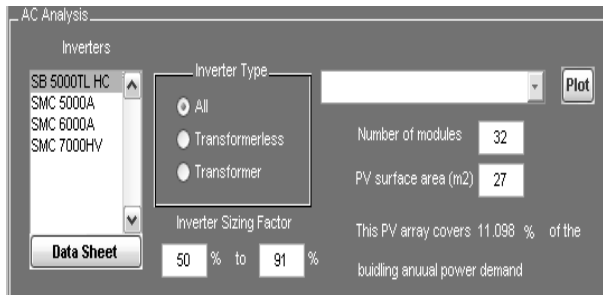 AC Analysis
Inverters
SB 5000TL HC
SMC 5000A
SMC 6000A
SMC 7000HV
Data Sheet
Inverter Type
All
Transformerless
Transformer
Inverter Sizing Factor
50 % to 91 %
Plot
Number of modules 32
PV surface area (m2) 27
This PV array covers 11.098 % of the
buidling anuual power demand